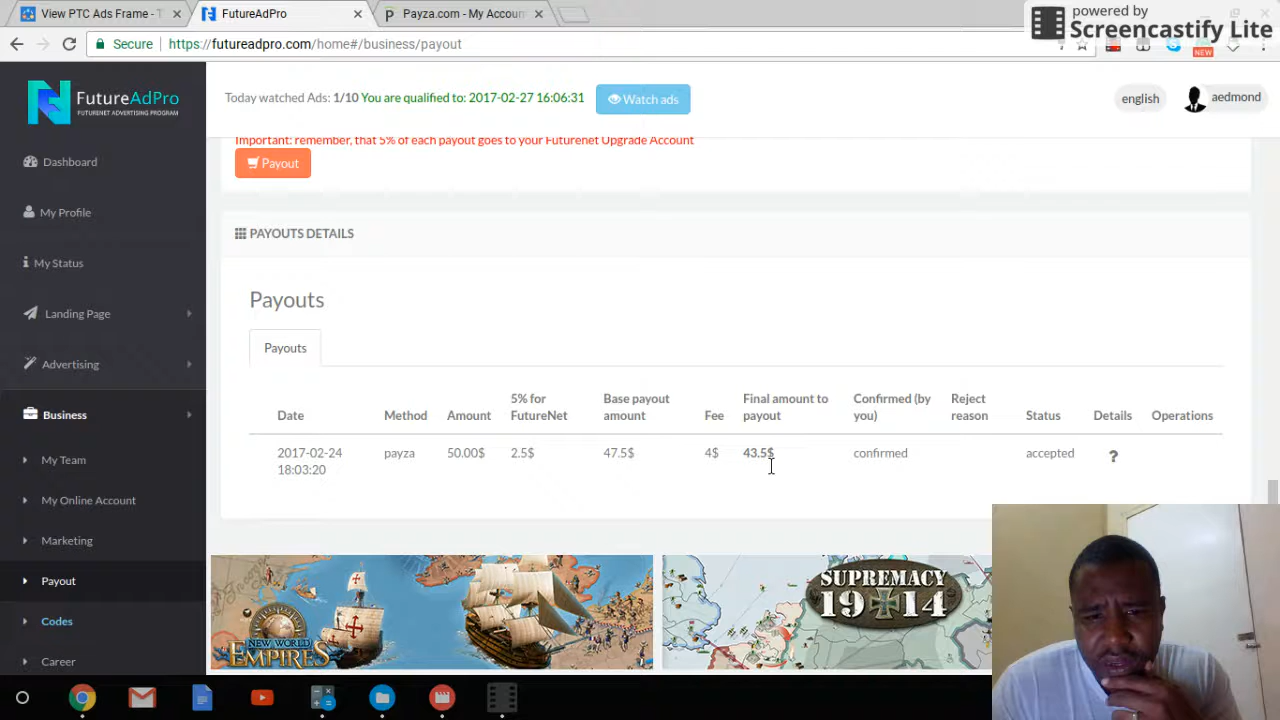 View PTC Ads Frame - T
FutureAdPro
Payza.com - My Accoun
powered by
Screencastify Lite
Secure
https://futureadpro.com/home#/business/payout
NEW
FutureAdPro
FUTURENET ADVERTISING PROGRAM
Today watched Ads: 1/10 You are qualified to: 2017-02-27 16:06:31
Watch ads
english
aedmond
Important: remember, that 5% of each payout goes to your Futurenet Upgrade Account
Payout
Dashboard
My Profile
My Status
Landing Page
Advertising
Business
My Team
My Online Account
Marketing
Payout
Codes
Career
PAYOUTS DETAILS
Payouts
Payouts
Date Method Amount 5% for FutureNet Base payout amount Fee Final amount to payout Confirmed (by you) Reject reason Status Details Operations
2017-02-24 18:03:20 payza 50.00$ 2.5$ 47.5$ 4$ 43.5$ confirmed accepted ?
NEW WORLD
EMPIRES
SUPREMACY
1914